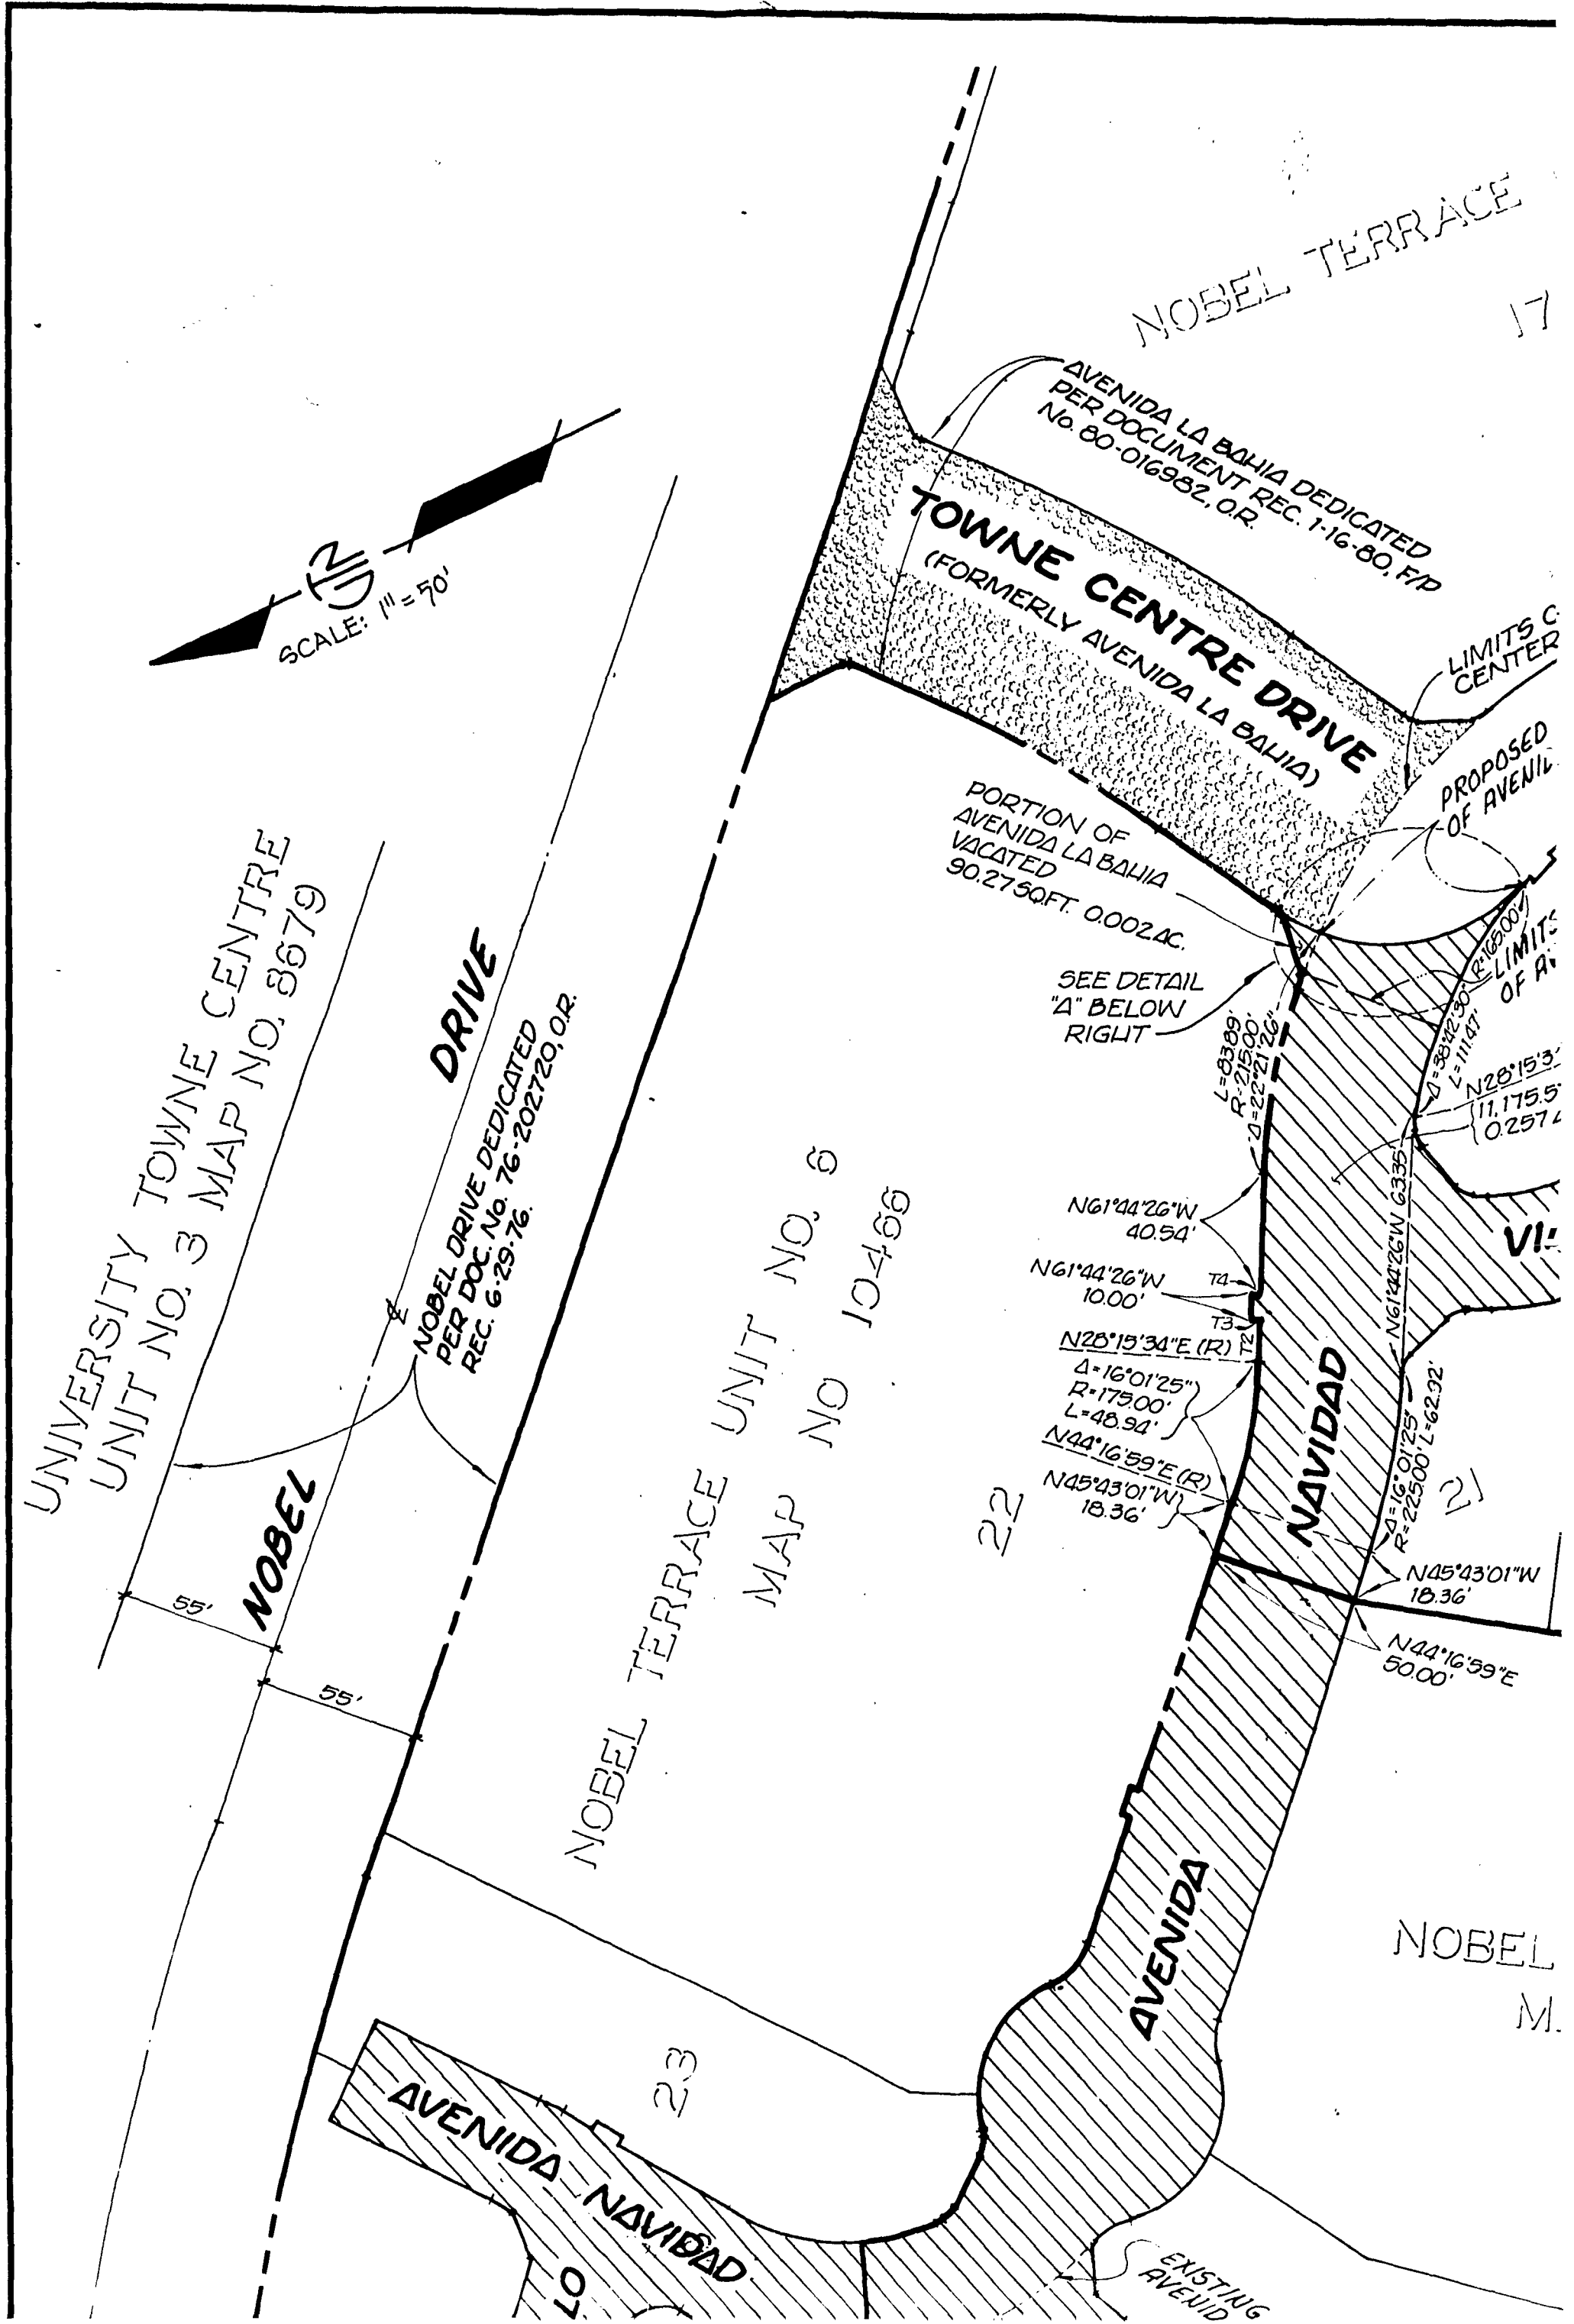 NOBEL TERRACE
17
AVENIDA LA BAHIA DEDICATED
PER DOCUMENT REC. 1-16-80, F/P
No. 80-016982, O.R.
SCALE: 1" = 50'
TOWNE CENTRE DRIVE
(FORMERLY AVENIDA LA BAHIA)
LIMITS
CENTER
PROPOSED
OF
PORTION OF
AVENIDA LA BAHIA
VACATED
90.27 SQ.FT. 0.002 AC.
SEE DETAIL
"A" BELOW
RIGHT
LIMITS
OF
R=165.00'
Δ=38°42'30"
L=111.47'
L=83.89'
R=215.00'
Δ=22°21'26"
N28°15'3
11,175.5
0.257
N61°44'26"W 63.35'
UNIVERSITY TOWNE CENTRE
UNIT NO. 3 MAP NO. 8679
NOBEL DRIVE
NOBEL DRIVE DEDICATED
PER DOC. No. 76-202720, O.R.
REC. 6-29-76.
NOBEL TERRACE UNIT NO. 6
MAP NO 10466
N61°44'26"W
40.54'
N61°44'26"W
10.00'
T4
T3
T2
N28°15'34"E (R)
Δ=16°01'25"
R=175.00'
L=48.94'
N44°16'59"E (R)
N45°43'01"W
18.36'
22
Δ=16°01'25"
R=225.00' L=62.92'
21
N45°43'01"W
18.36'
N44°16'59"E
50.00'
55'
55'
AVENIDA NAVIDAD
NOBEL
M.
23
AVENIDA NAVIDAD
LO
EXISTING